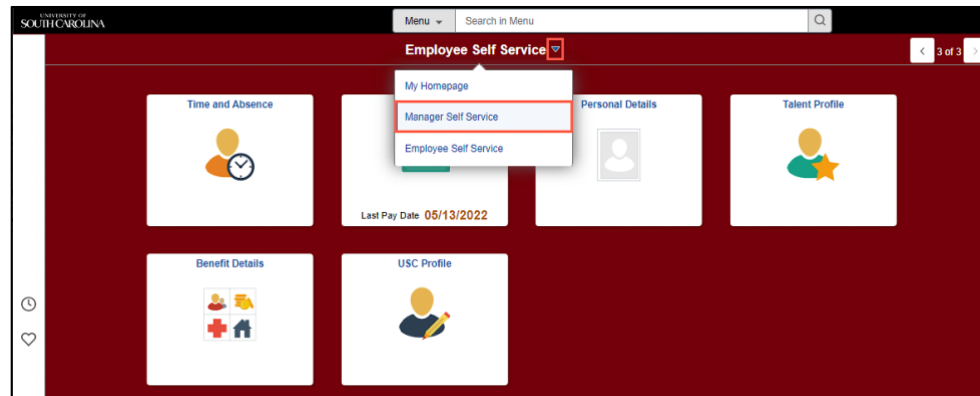 UNIVERSITY OF
SOUTH CAROLINA
Menu
Search in Menu
Employee Self Service
3 of 3
My Homepage
Manager Self Service
Employee Self Service
Time and Absence
Personal Details
Talent Profile
Last Pay Date 05/13/2022
Benefit Details
USC Profile